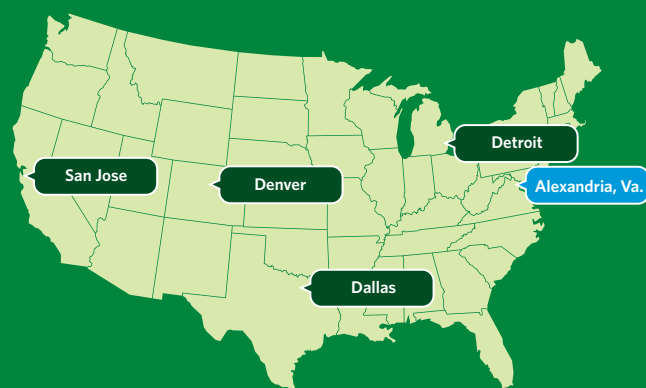 Detroit
San Jose
Denver
Alexandria, Va.
Dallas